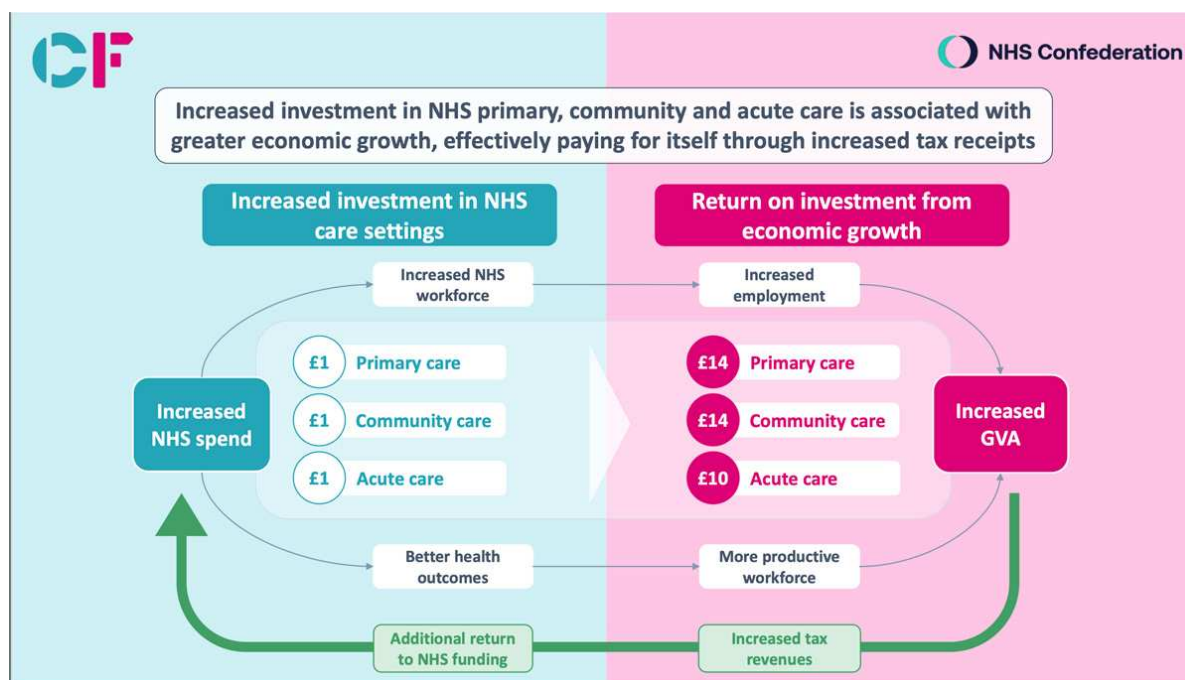 CF
NHS Confederation
Increased investment in NHS primary, community and acute care is associated with
greater economic growth, effectively paying for itself through increased tax receipts
Increased investment in NHS
care settings
Return on investment from
economic growth
Increased NHS
workforce
Increased
employment
£1 Primary care
£14 Primary care
Increased
NHS spend
£1 Community care
£14 Community care
Increased
GVA
£1 Acute care
£10 Acute care
Better health
outcomes
More productive
workforce
Additional return
to NHS funding
Increased tax
revenues